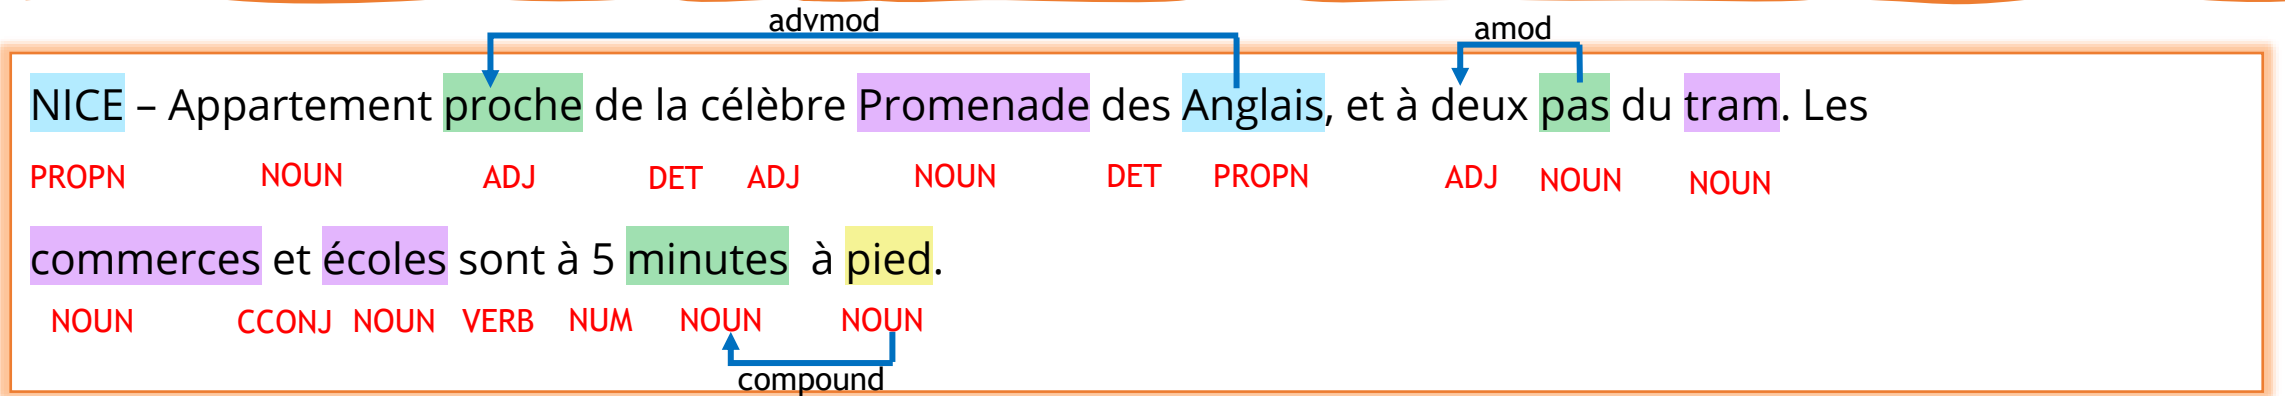 advmod amod
NICE – Appartement proche de la célèbre Promenade des Anglais, et à deux pas du tram. Les
PROPN NOUN ADJ DET ADJ NOUN DET PROPN ADJ NOUN NOUN
commerces et écoles sont à 5 minutes à pied.
NOUN CCONJ NOUN VERB NUM NOUN NOUN
compound